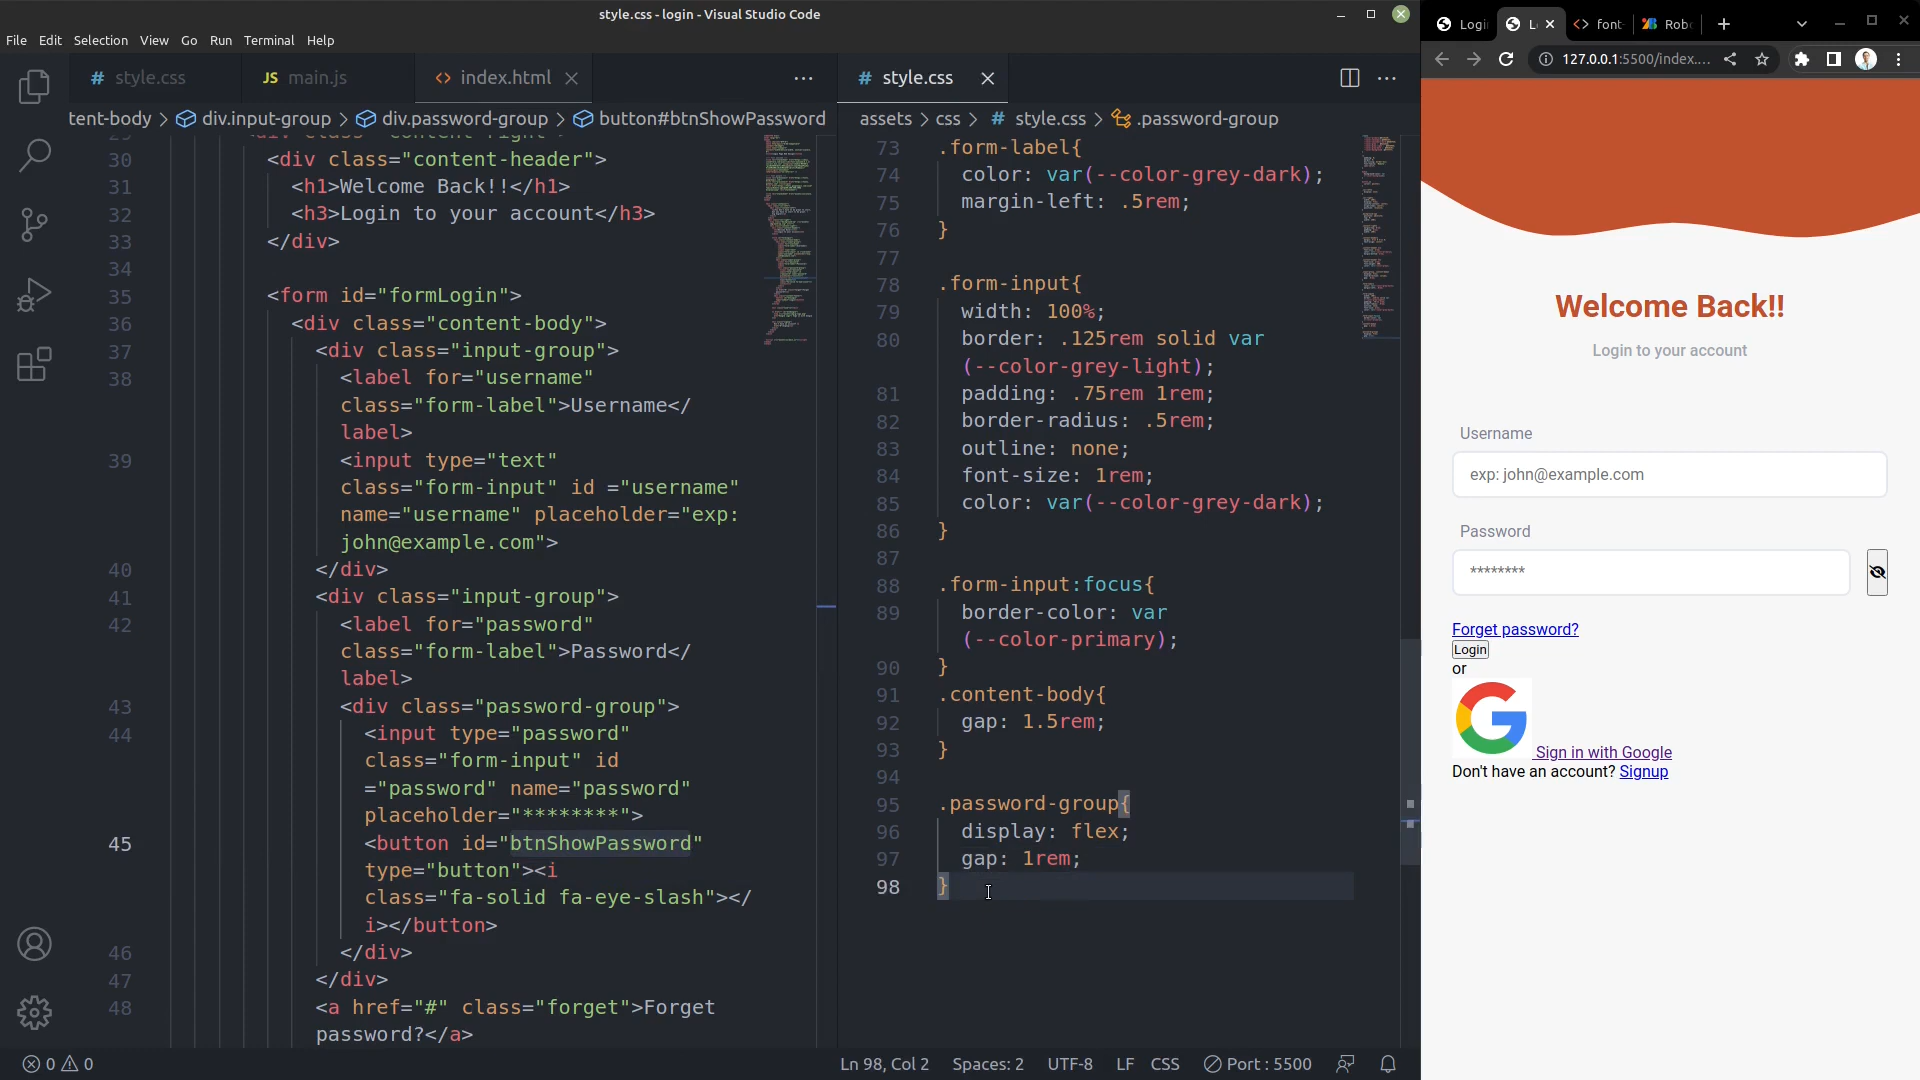 style.css - login - Visual Studio Code
File Edit Selection View Go Run Terminal Help
# style.css
JS main.js
<> index.html
tent-body > div.input-group > div.password-group > button#btnShowPassword
30 <div class="content-header">
31 <h1>Welcome Back!!</h1>
32 <h3>Login to your account</h3>
33 </div>
34
35 <form id="formLogin">
36 <div class="content-body">
37 <div class="input-group">
38 <label for="username"
class="form-label">Username</
label>
39 <input type="text"
class="form-input" id ="username"
name="username" placeholder="exp:
john@example.com">
40 </div>
41 <div class="input-group">
42 <label for="password"
class="form-label">Password</
label>
43 <div class="password-group">
44 <input type="password"
class="form-input" id
="password" name="password"
placeholder="********">
45 <button id="btnShowPassword"
type="button"><i
class="fa-solid fa-eye-slash"></
i></button>
46 </div>
47 </div>
48 <a href="#" class="forget">Forget
password?</a>
# style.css
assets > css > # style.css > .password-group
73 .form-label{
74 color: var(--color-grey-dark);
75 margin-left: .5rem;
76 }
77
78 .form-input{
79 width: 100%;
80 border: .125rem solid var
(--color-grey-light);
81 padding: .75rem 1rem;
82 border-radius: .5rem;
83 outline: none;
84 font-size: 1rem;
85 color: var(--color-grey-dark);
86 }
87
88 .form-input:focus{
89 border-color: var
(--color-primary);
90 }
91 .content-body{
92 gap: 1.5rem;
93 }
94
95 .password-group{
96 display: flex;
97 gap: 1rem;
98 }
0 0
Ln 98, Col 2
Spaces: 2
UTF-8
LF
CSS
Port : 5500
Login
L
<> font
Rob
127.0.0.1:5500/index....
Welcome Back!!
Login to your account
Username
exp: john@example.com
Password
********
Forget password?
Login
or
Sign in with Google
Don't have an account? Signup